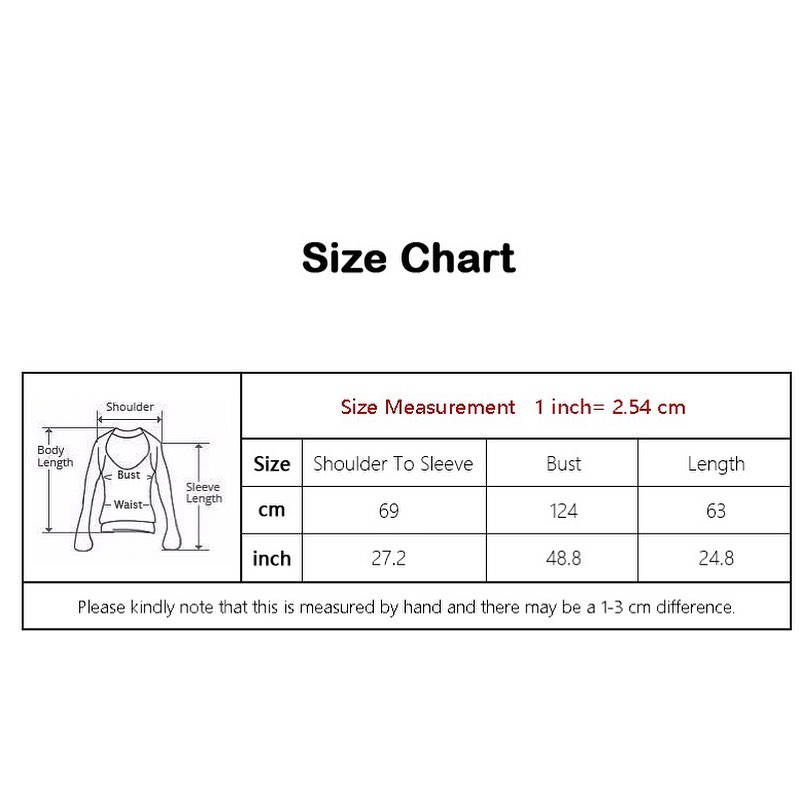 Size Chart
Shoulder
Body
Length
Bust
Sleeve
Length
Waist
Size Measurement 1 inch= 2.54 cm
Size Shoulder To Sleeve Bust Length
cm 69 124 63
inch 27.2 48.8 24.8
Please kindly note that this is measured by hand and there may be a 1-3 cm difference.